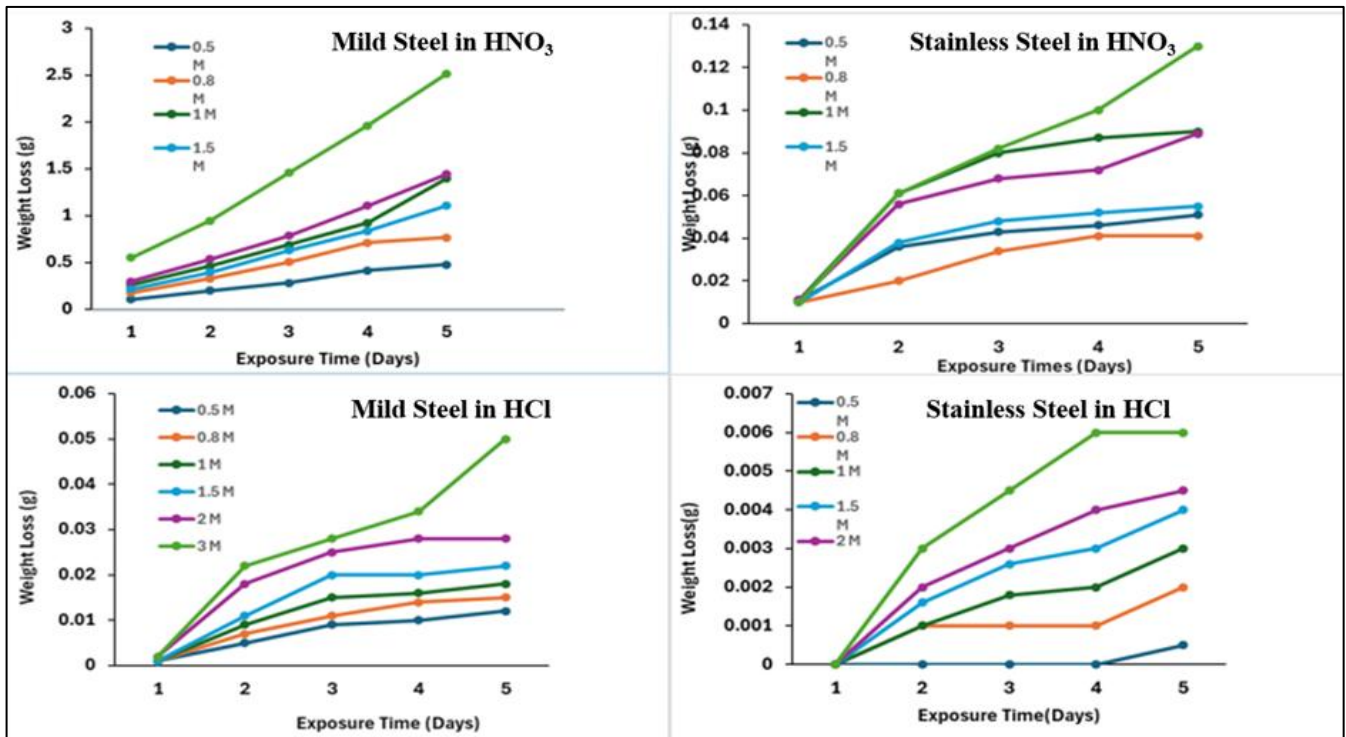 Mild Steel in HNO3
3
2.5
2
1.5
1
0.5
0
Weight Loss (g)
0.5
M
0.8
M
1 M
1.5
M
1 2 3 4 5
Exposure Time (Days)
Stainless Steel in HNO3
0.14
0.12
0.1
0.08
0.06
0.04
0.02
0
Weight Loss (g)
0.5
M
0.8
M
1 M
1.5
M
1 2 3 4 5
Exposure Times (Days)
Mild Steel in HCl
0.06
0.05
0.04
0.03
0.02
0.01
0
Weight Loss (g)
0.5 M
0.8 M
1 M
1.5 M
2 M
3 M
1 2 3 4 5
Exposure Time (Days)
Stainless Steel in HCl
0.007
0.006
0.005
0.004
0.003
0.002
0.001
0
Weight Loss(g)
0.5
M
0.8
M
1 M
1.5
M
2 M
1 2 3 4 5
Exposure Time(Days)